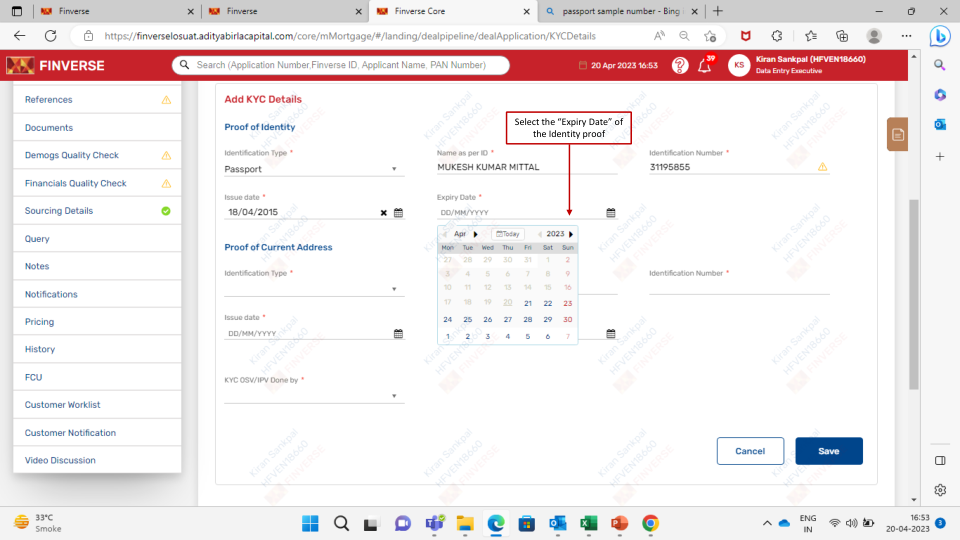 Finverse
Finverse
Finverse Core
passport sample number - Bing
https://finverselosuat.adityabirlacapital.com/core/mMortgage/#/landing/dealpipeline/dealApplication/KYCDetails
FINVERSE
Search (Application Number,Finverse ID, Applicant Name, PAN Number)
20 Apr 2023 16:53
39
KS
Kiran Sankpal (HFVEN18660)
Data Entry Executive
References
Documents
Demogs Quality Check
Financials Quality Check
Sourcing Details
Query
Notes
Notifications
Pricing
History
FCU
Customer Worklist
Customer Notification
Video Discussion
Add KYC Details
Proof of Identity
Select the "Expiry Date" of
the Identity proof
Identification Type *
Name as per ID *
Identification Number *
Passport
MUKESH KUMAR MITTAL
31195855
Issue date *
Expiry Date *
18/04/2015
DD/MM/YYYY
Apr
Today
2023
Mon Tue Wed Thu Fri Sat Sun
27 28 29 30 31 1 2
3 4 5 6 7 8 9
10 11 12 13 14 15 16
17 18 19 20 21 22 23
24 25 26 27 28 29 30
1 2 3 4 5 6 7
Proof of Current Address
Identification Type *
Identification Number *
Issue date *
DD/MM/YYYY
KYC OSV/IPV Done by *
Cancel
Save
Kiran Sankpal
HFVEN18660
FINVERSE
33°C
Smoke
ENG
IN
16:53
20-04-2023
3